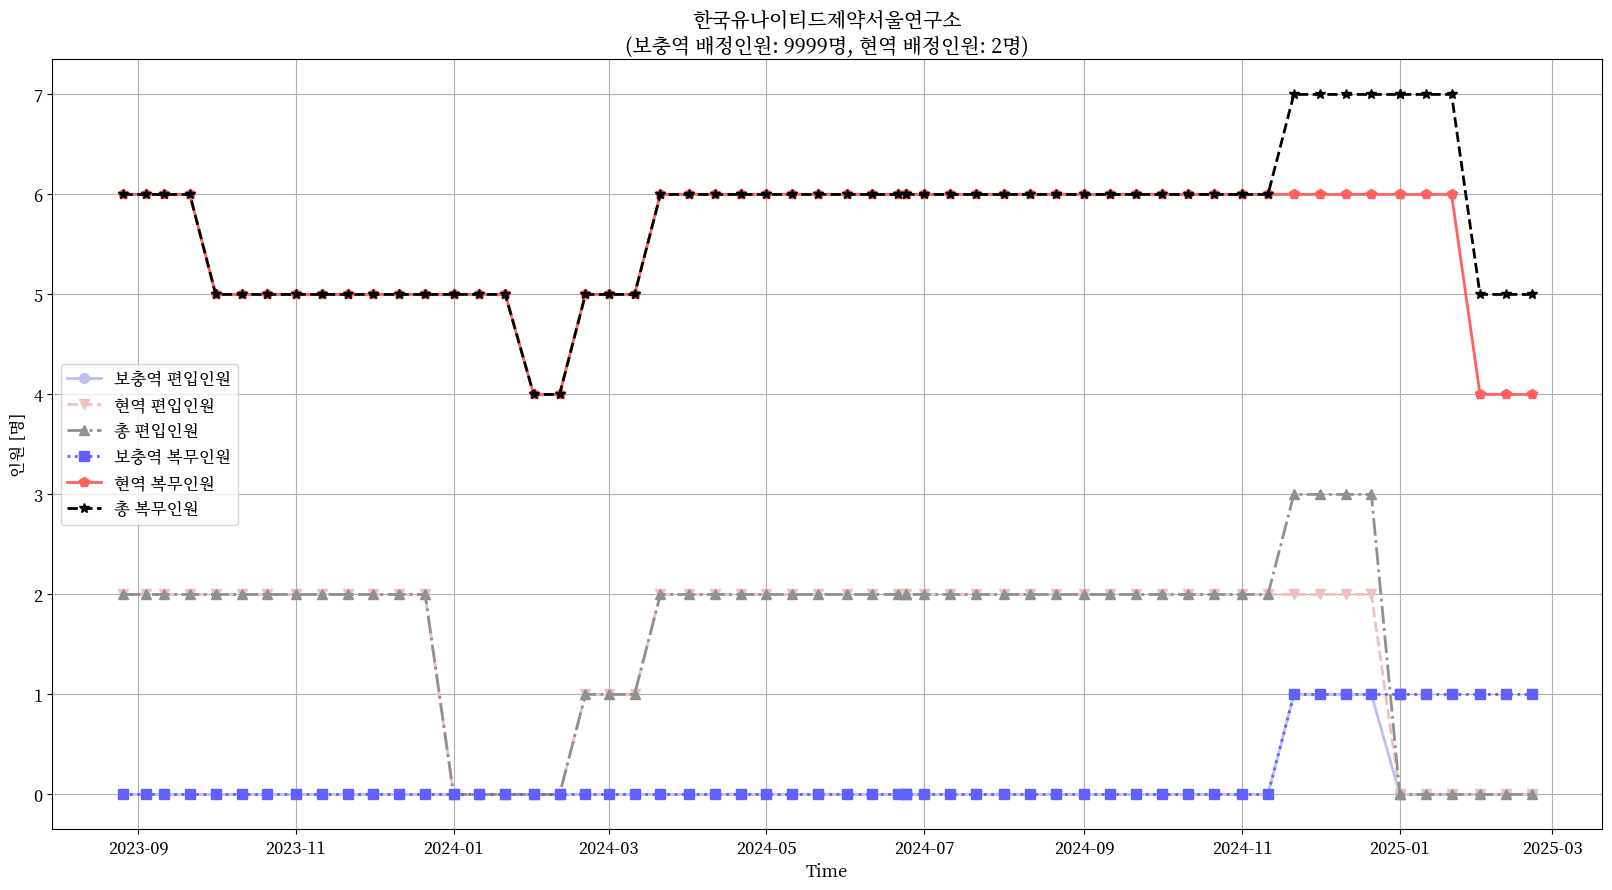 한국유나이티드제약서울연구소
(보충역 배정인원: 9999명, 현역 배정인원: 2명)
인원 [명]
7
6
5
4
3
2
1
0
보충역 편입인원
현역 편입인원
총 편입인원
보충역 복무인원
현역 복무인원
총 복무인원
2023-09
2023-11
2024-01
2024-03
2024-05
2024-07
2024-09
2024-11
2025-01
2025-03
Time